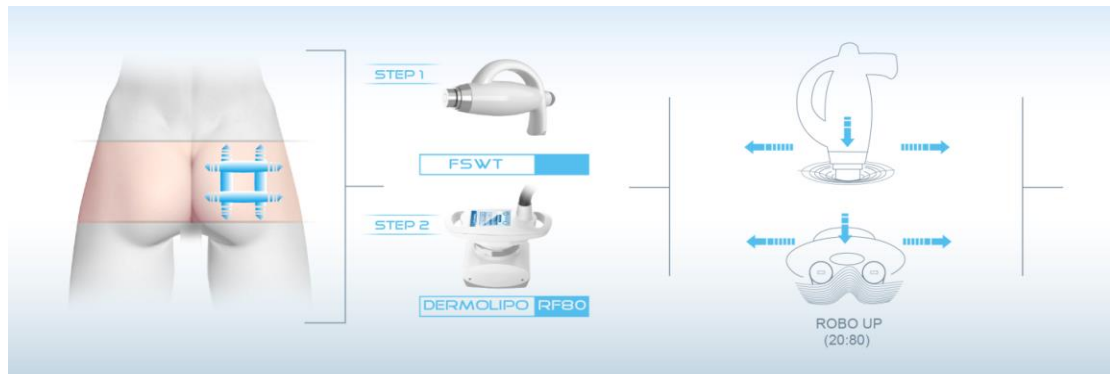 STEP 1
FSWT
STEP 2
DERMOLIPO RF80
ROBO UP
(20:80)